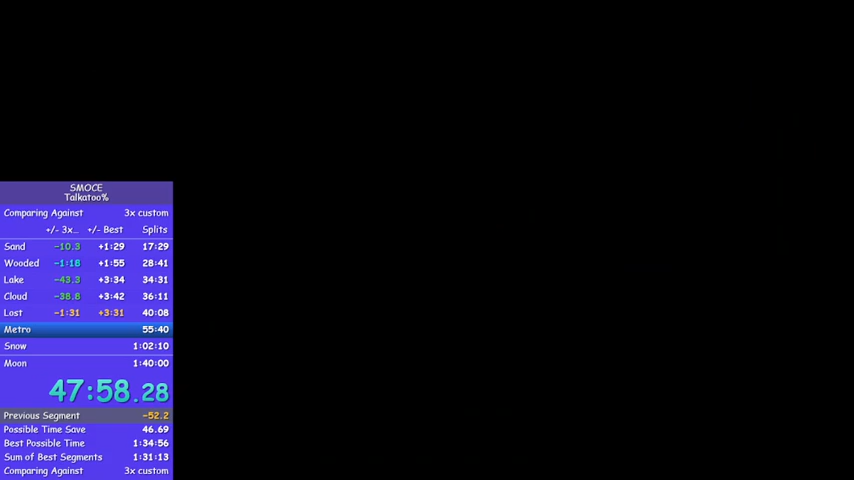 SMOCE
Talkatoo%
Comparing Against 3x custom
+/- 3x... +/- Best Splits
Sand -10.3 +1:29 17:29
Wooded -1:18 +1:55 28:41
Lake -43.3 +3:34 34:31
Cloud -38.8 +3:42 36:11
Lost -1:31 +3:31 40:08
Metro 55:40
Snow 1:02:10
Moon 1:40:00
47:58.28
Previous Segment -52.2
Possible Time Save 46.69
Best Possible Time 1:34:56
Sum of Best Segments 1:31:13
Comparing Against 3x custom